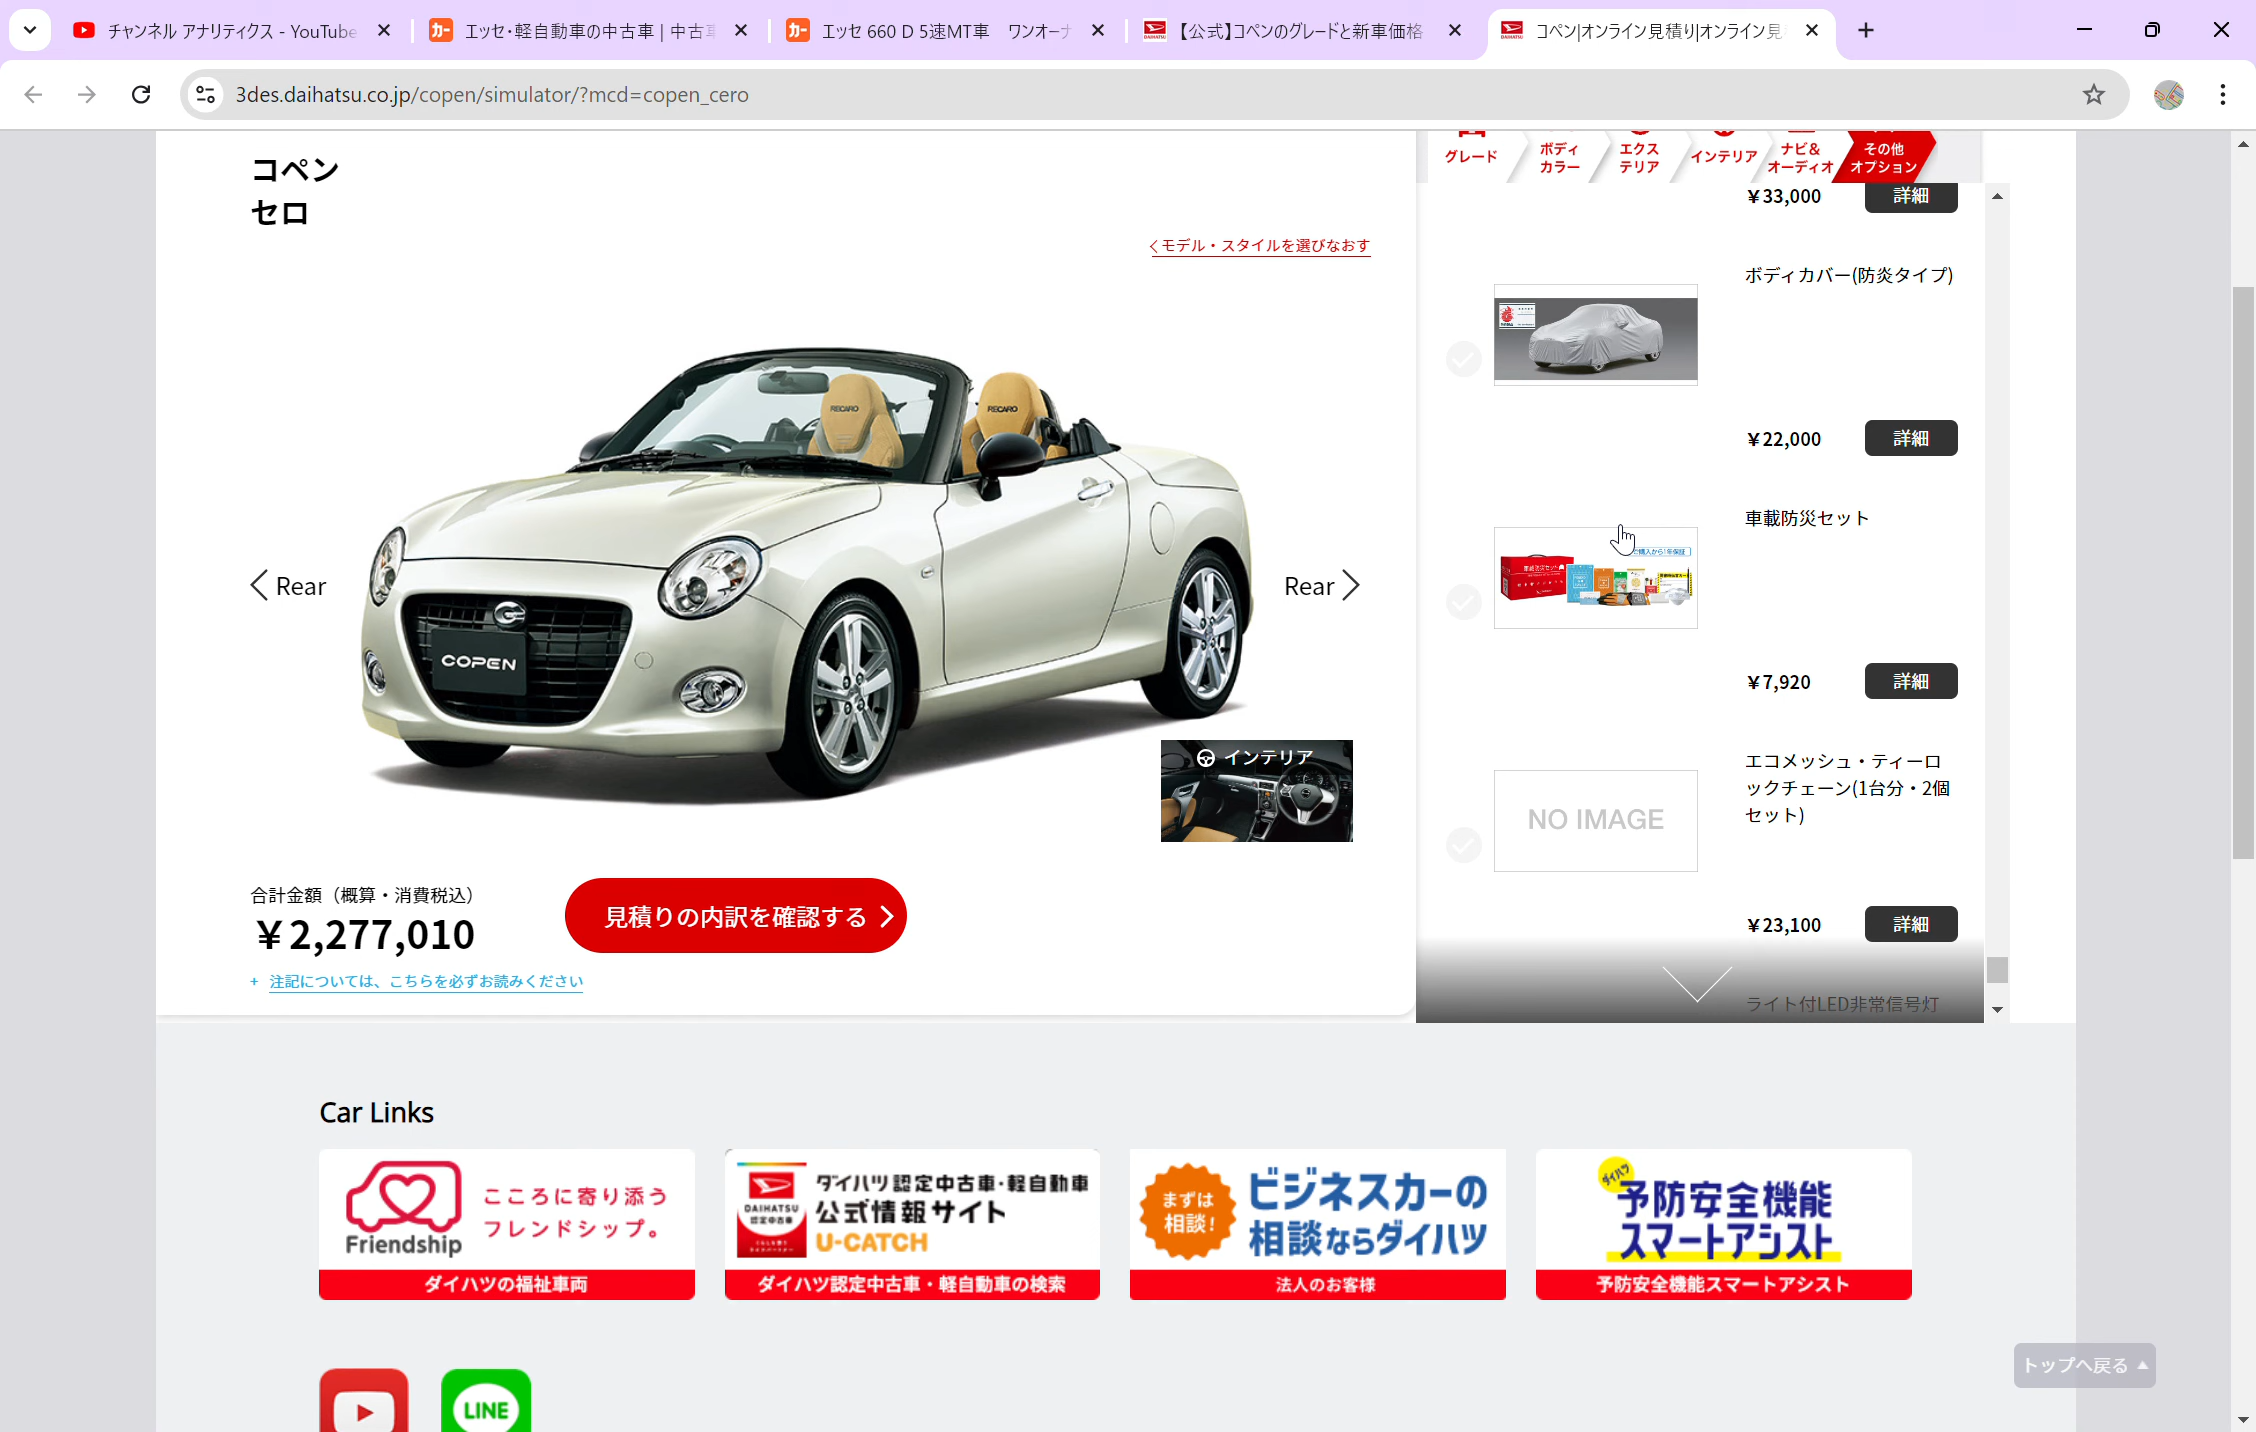 チャンネル アナリティクス - YouTube
エッセ・軽自動車の中古車 | 中古車
エッセ 660 D 5速MT車 ワンオーナ
【公式】コペンのグレードと新車価格
コペン|オンライン見積り|オンライン見
3des.daihatsu.co.jp/copen/simulator/?mcd=copen_cero
コペン
セロ
モデル・スタイルを選びなおす
RECARO
RECARO
COPEN
Rear
Rear
インテリア
合計金額（概算・消費税込）
￥2,277,010
見積りの内訳を確認する
+ 注記については、こちらを必ずお読みください
グレード
ボディ
カラー
エクス
テリア
インテリア
ナビ&
オーディオ
その他
オプション
￥33,000
詳細
ボディカバー(防炎タイプ)
￥22,000
詳細
車載防災セット
￥7,920
詳細
エコメッシュ・ティーロ
ックチェーン(1台分・2個
セット)
NO IMAGE
￥23,100
詳細
ライト付LED非常信号灯
Car Links
こころに寄り添う
フレンドシップ。
Friendship
ダイハツの福祉車両
DAIHATSU
認定中古車
ダイハツ認定中古車・軽自動車
公式情報サイト
U-CATCH
ダイハツ認定中古車・軽自動車の検索
まずは
相談!
ビジネスカーの
相談ならダイハツ
法人のお客様
ダイハツ
予防安全機能
スマートアシスト
予防安全機能スマートアシスト
トップへ戻る
LINE